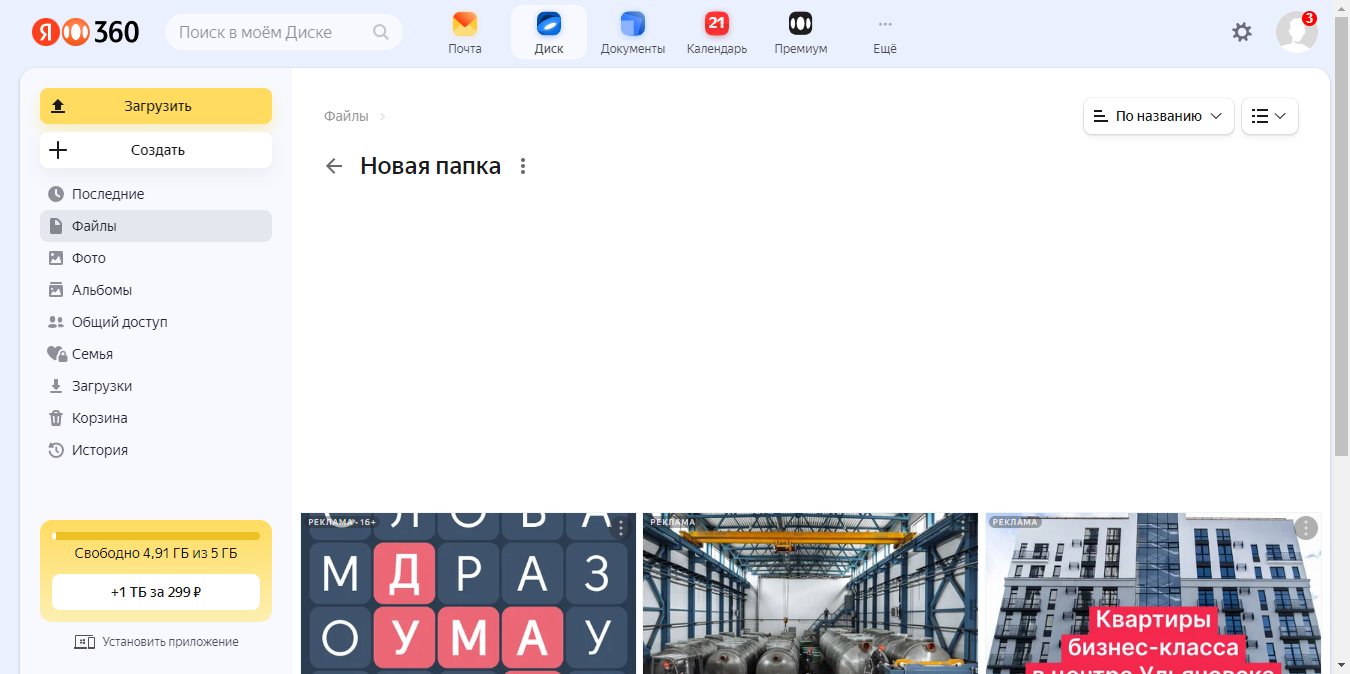 Я 360
Поиск в моём Диске
Почта
Диск
Документы
21
Календарь
Премиум
Ещё
3
Загрузить
Создать
Последние
Файлы
Фото
Альбомы
Общий доступ
Семья
Загрузки
Корзина
История
Свободно 4,91 ГБ из 5 ГБ
+1 ТБ за 299 ₽
Установить приложение
Файлы
По названию
Новая папка
РЕКЛАМА • 16+
М Д Р А З
О У М А У
РЕКЛАМА
РЕКЛАМА
Квартиры
бизнес-класса
в центре Ульяновска